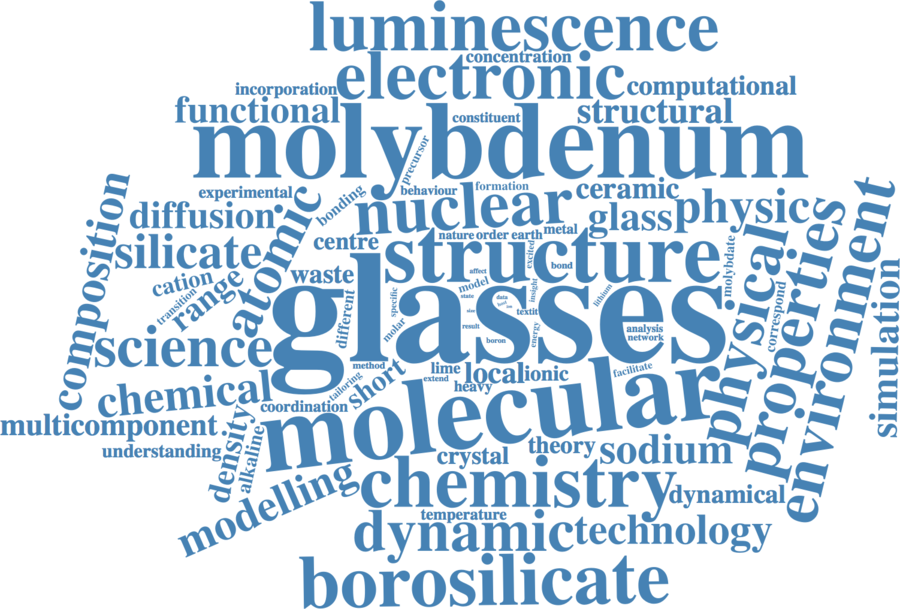 luminescence
concentration
electronic
incorporation
computational
functional
constituent
structural
molybdenum
precursor
experimental
bonding
behaviour
formation
ceramic
composition
diffusion
atomic
nuclear
glass
physics
properties
environment
centre
nature
order
earth
metal
silicate
structure
excited
molybdate
physical
cation
transition
range
waste
different
affect
bond
model
specific
state
data
insight
lithium
glasses
correspond
simulation
molar
size
textit
result
energy
analysis
network
boron
science
method
lime
local
ionic
facilitate
extend
heavy
tailoring
short
chemical
coordination
molecular
multicomponent
density
alkaline
understanding
crystal
theory
sodium
modelling
chemistry
dynamical
temperature
dynamic
technology
borosilicate